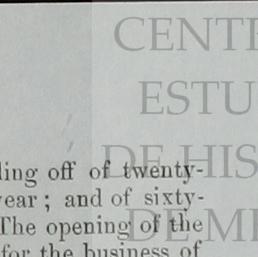 CENT
ESTU
DE HIS
ling off of twenty-
year; and of sixty-
The opening of the
DE M
for the business of